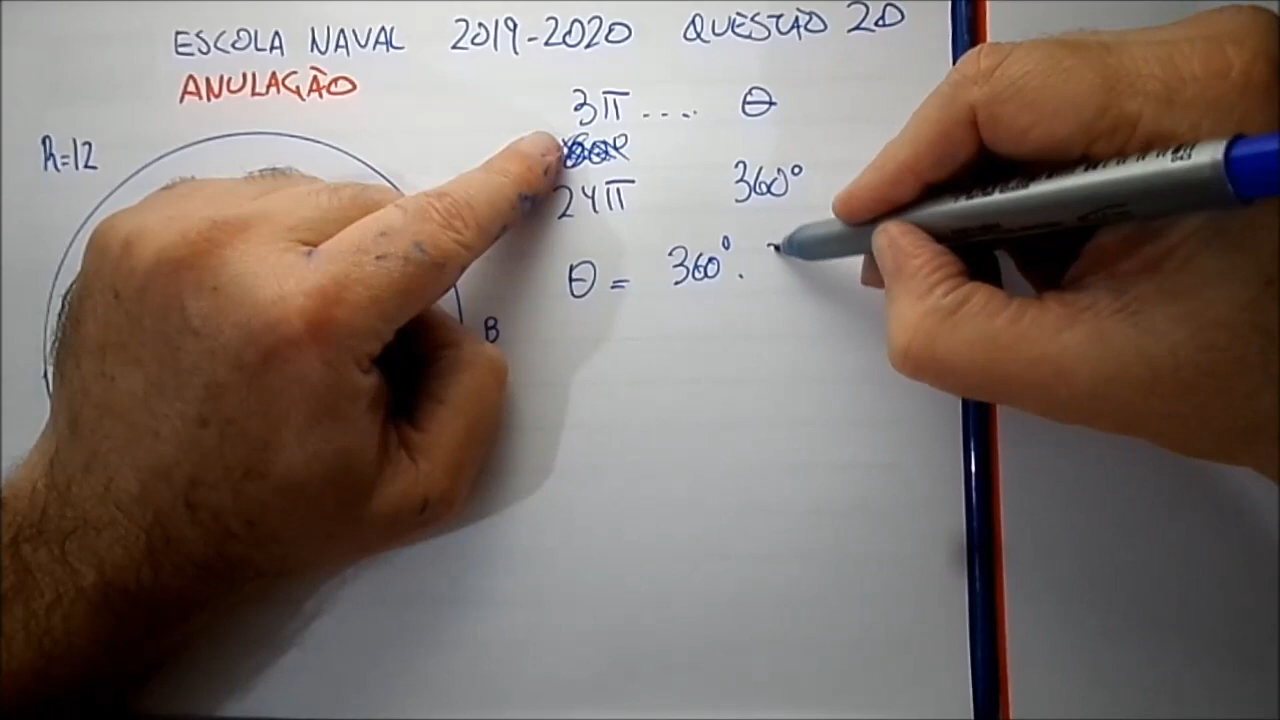 ESCOLA NAVAL 2019-2020 QUESTÃO 20
ANULAÇÃO
3π .... θ
R=12
24π 360°
θ = 360° .
B